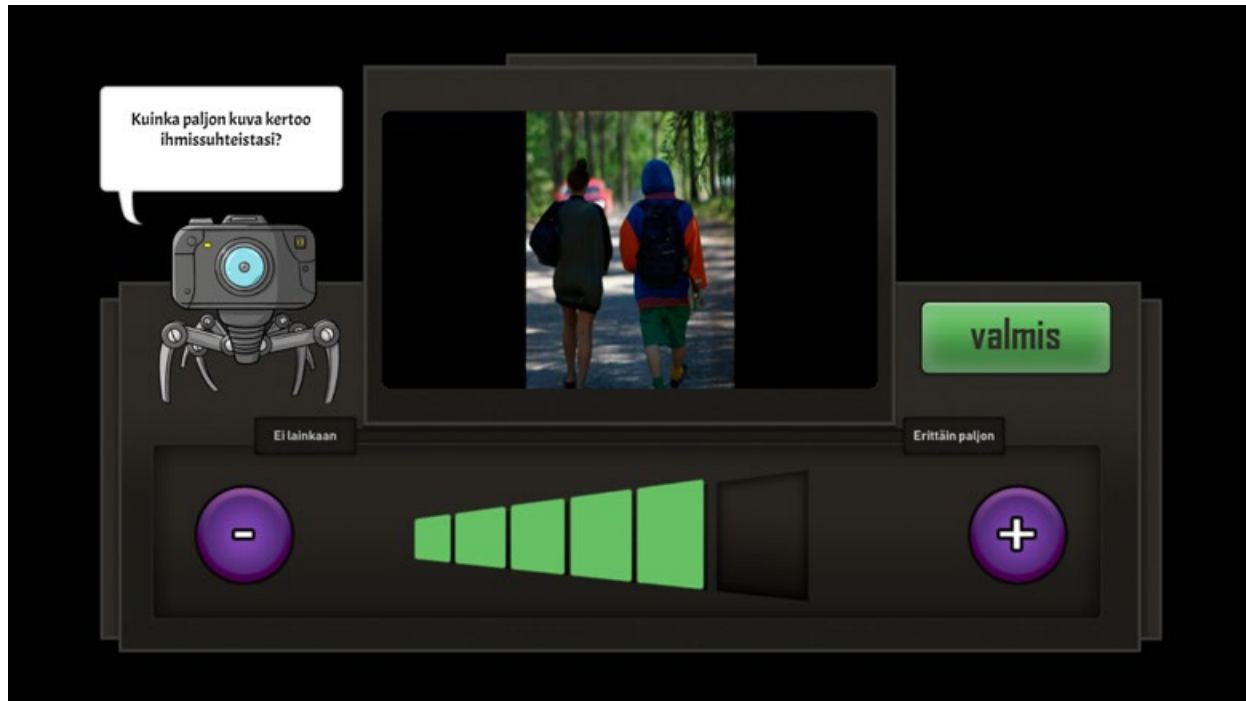 Kuinka paljon kuva kertoo
ihmissuhteistasi?
valmis
Ei lainkaan
Erittäin paljon
-
+